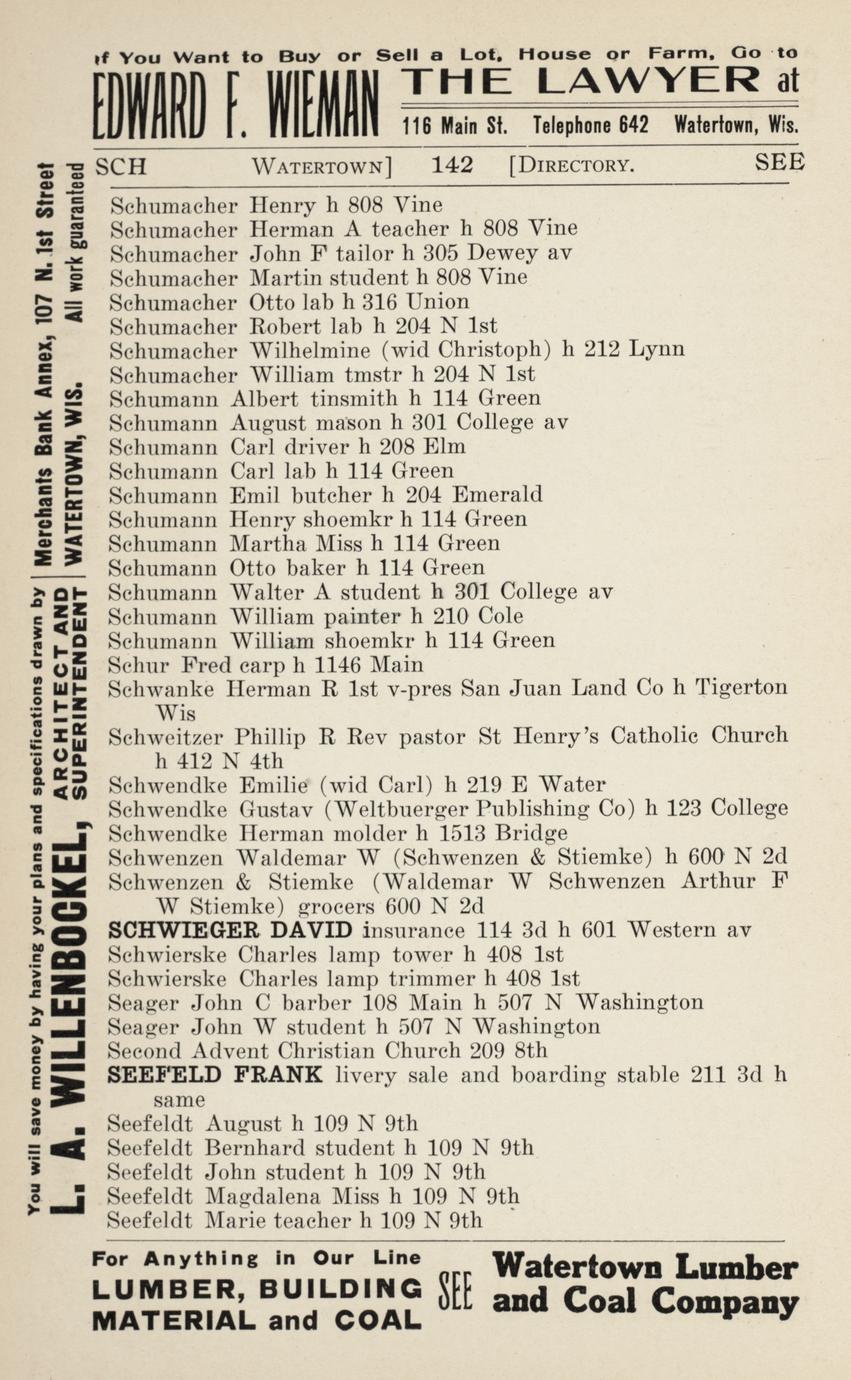 If You Want to Buy or Sell a Lot, House or Farm, Go to
EDWARD F. WIEMAN THE LAWYER at
116 Main St. Telephone 642 Watertown, Wis.
SCH WATERTOWN] 142 [DIRECTORY. SEE
Schumacher Henry h 808 Vine
Schumacher Herman A teacher h 808 Vine
Schumacher John F tailor h 305 Dewey av
Schumacher Martin student h 808 Vine
Schumacher Otto lab h 316 Union
Schumacher Robert lab h 204 N 1st
Schumacher Wilhelmine (wid Christoph) h 212 Lynn
Schumacher William tmstr h 204 N 1st
Schumann Albert tinsmith h 114 Green
Schumann August mason h 301 College av
Schumann Carl driver h 208 Elm
Schumann Carl lab h 114 Green
Schumann Emil butcher h 204 Emerald
Schumann Henry shoemkr h 114 Green
Schumann Martha Miss h 114 Green
Schumann Otto baker h 114 Green
Schumann Walter A student h 301 College av
Schumann William painter h 210 Cole
Schumann William shoemkr h 114 Green
Schur Fred carp h 1146 Main
Schwanke Herman R 1st v-pres San Juan Land Co h Tigerton
Wis
Schweitzer Phillip R Rev pastor St Henry's Catholic Church
h 412 N 4th
Schwendke Emilie (wid Carl) h 219 E Water
Schwendke Gustav (Weltbuerger Publishing Co) h 123 College
Schwendke Herman molder h 1513 Bridge
Schwenzen Waldemar W (Schwenzen & Stiemke) h 600 N 2d
Schwenzen & Stiemke (Waldemar W Schwenzen Arthur F
W Stiemke) grocers 600 N 2d
SCHWIEGER DAVID insurance 114 3d h 601 Western av
Schwierske Charles lamp tower h 408 1st
Schwierske Charles lamp trimmer h 408 1st
Seager John C barber 108 Main h 507 N Washington
Seager John W student h 507 N Washington
Second Advent Christian Church 209 8th
SEEFELD FRANK livery sale and boarding stable 211 3d h
same
Seefeldt August h 109 N 9th
Seefeldt Bernhard student h 109 N 9th
Seefeldt John student h 109 N 9th
Seefeldt Magdalena Miss h 109 N 9th
Seefeldt Marie teacher h 109 N 9th
You will save money by having your plans and specifications drawn by
L. A. WILLENBOCKEL, ARCHITECT AND
SUPERINTENDENT
Merchants Bank Annex, 107 N. 1st Street
WATERTOWN, WIS. All work guaranteed
For Anything in Our Line
LUMBER, BUILDING
MATERIAL and COAL
SEE
Watertown Lumber
and Coal Company